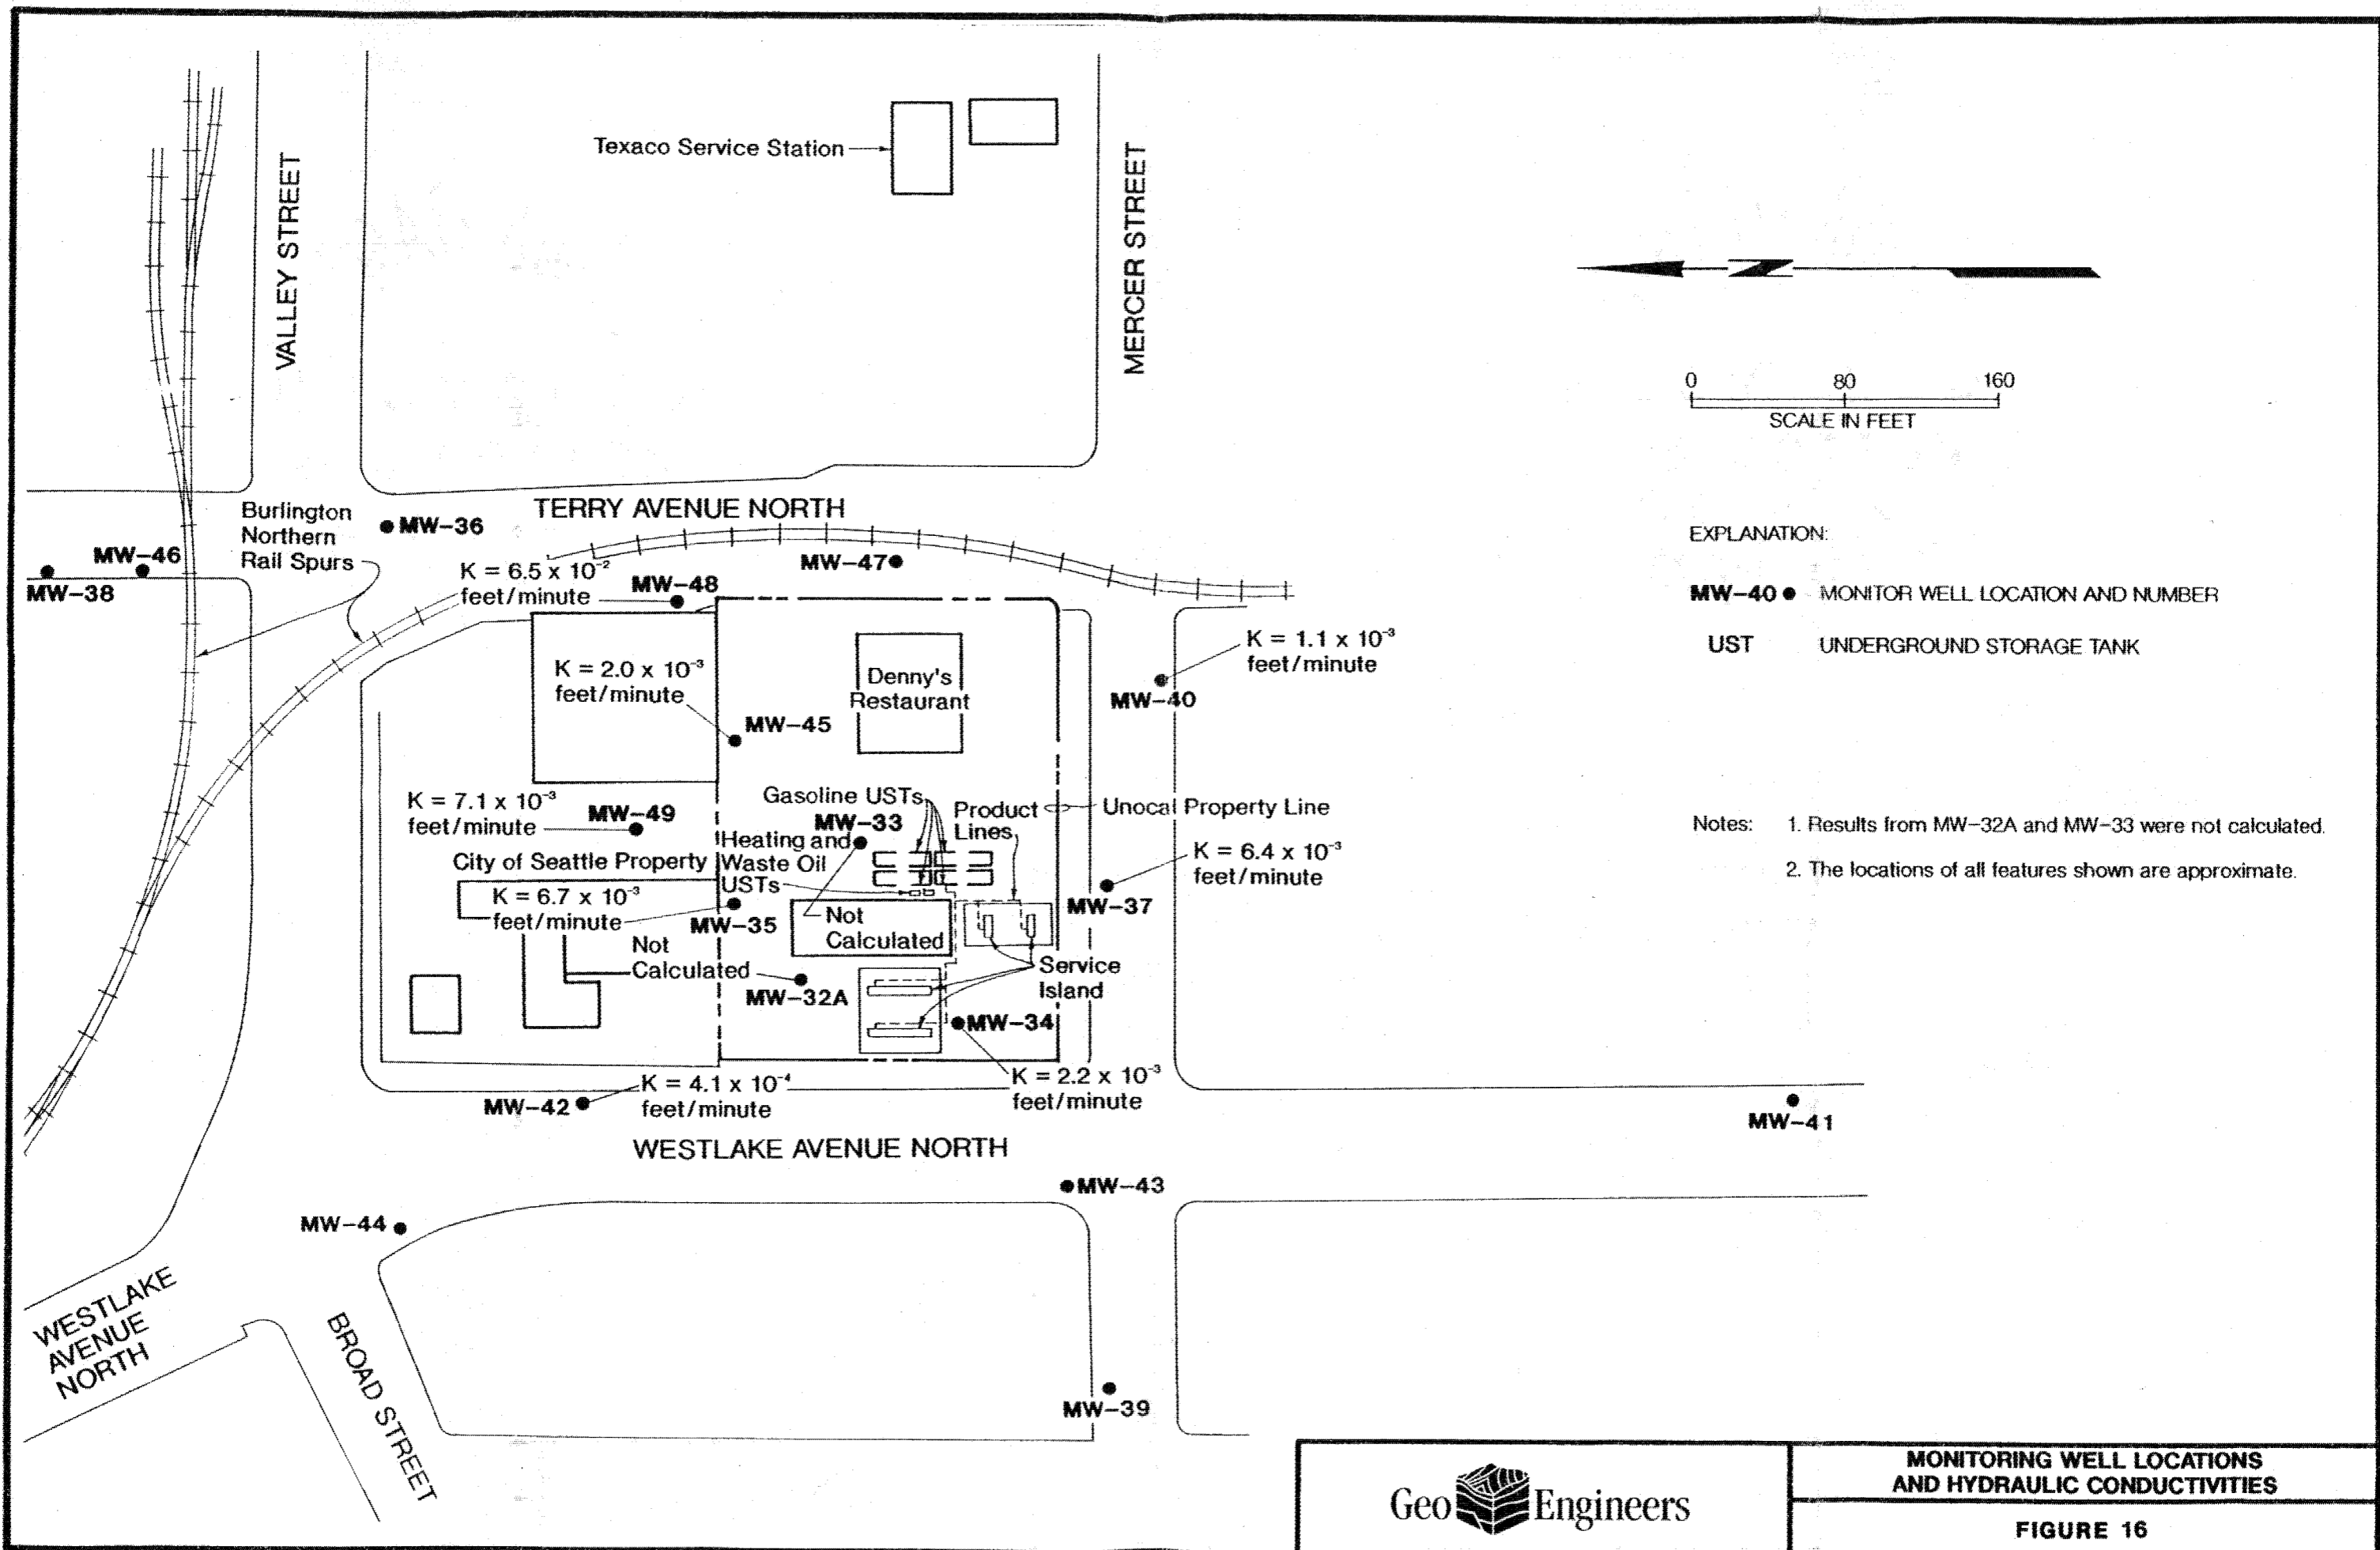 Texaco Service Station
VALLEY STREET
MERCER STREET
0 80 160
SCALE IN FEET
TERRY AVENUE NORTH
Burlington
Northern
Rail Spurs
MW-36
MW-46
MW-38
MW-47
K = 6.5 x 10⁻²
feet/minute
MW-48
EXPLANATION:
MW-40 ● MONITOR WELL LOCATION AND NUMBER
UST UNDERGROUND STORAGE TANK
K = 2.0 x 10⁻³
feet/minute
MW-45
Denny's
Restaurant
K = 1.1 x 10⁻³
feet/minute
MW-40
K = 7.1 x 10⁻³
feet/minute
MW-49
Gasoline USTs
MW-33
Product
Lines
Unocal Property Line
Heating and
Waste Oil
USTs
City of Seattle Property
K = 6.4 x 10⁻³
feet/minute
MW-37
K = 6.7 x 10⁻³
feet/minute
MW-35
Not
Calculated
Not
Calculated
MW-32A
Service
Island
MW-34
K = 4.1 x 10⁻⁴
feet/minute
MW-42
K = 2.2 x 10⁻³
feet/minute
MW-41
WESTLAKE AVENUE NORTH
MW-43
MW-44
WESTLAKE
AVENUE
NORTH
BROAD STREET
MW-39
Notes: 1. Results from MW-32A and MW-33 were not calculated.
2. The locations of all features shown are approximate.
Geo Engineers
MONITORING WELL LOCATIONS
AND HYDRAULIC CONDUCTIVITIES
FIGURE 16